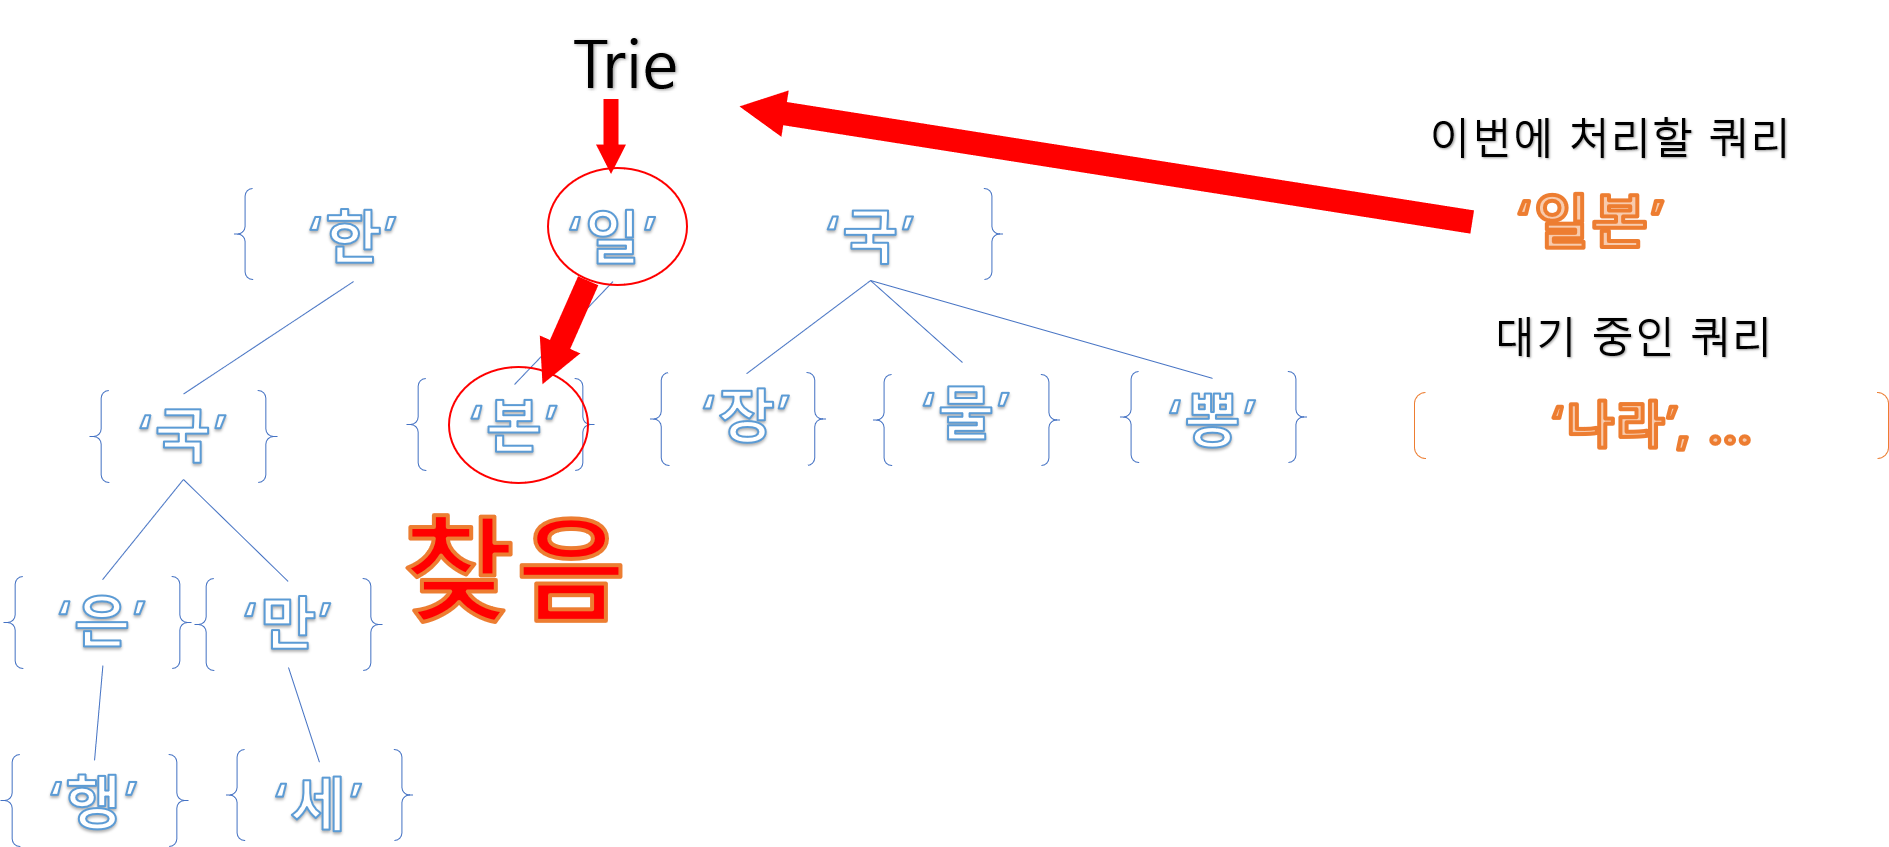 Trie
이번에 처리할 쿼리
‘일본’
‘한’ ‘일’ ‘국’
대기 중인 쿼리
‘나라’, ...
‘국’ ‘본’ ‘장’ ‘물’ ‘뽕’
찾음
‘은’ ‘만’
‘행’ ‘세’